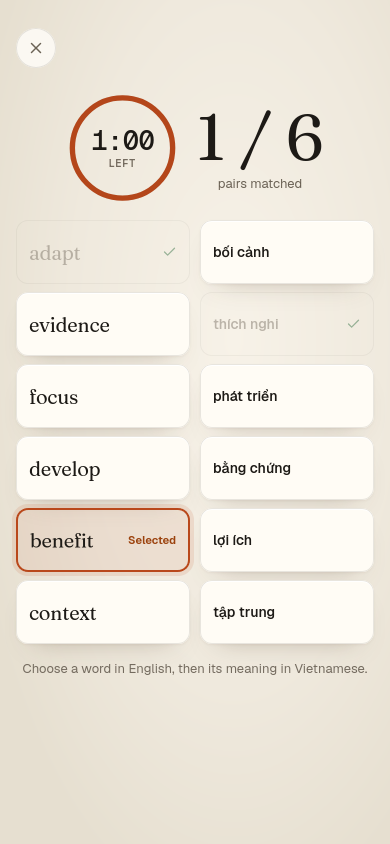 1:00
LEFT
1/6
pairs matched
adapt
bối cảnh
evidence
thích nghi
focus
phát triển
develop
bằng chứng
benefit
Selected
lợi ích
context
tập trung
Choose a word in English, then its meaning in Vietnamese.